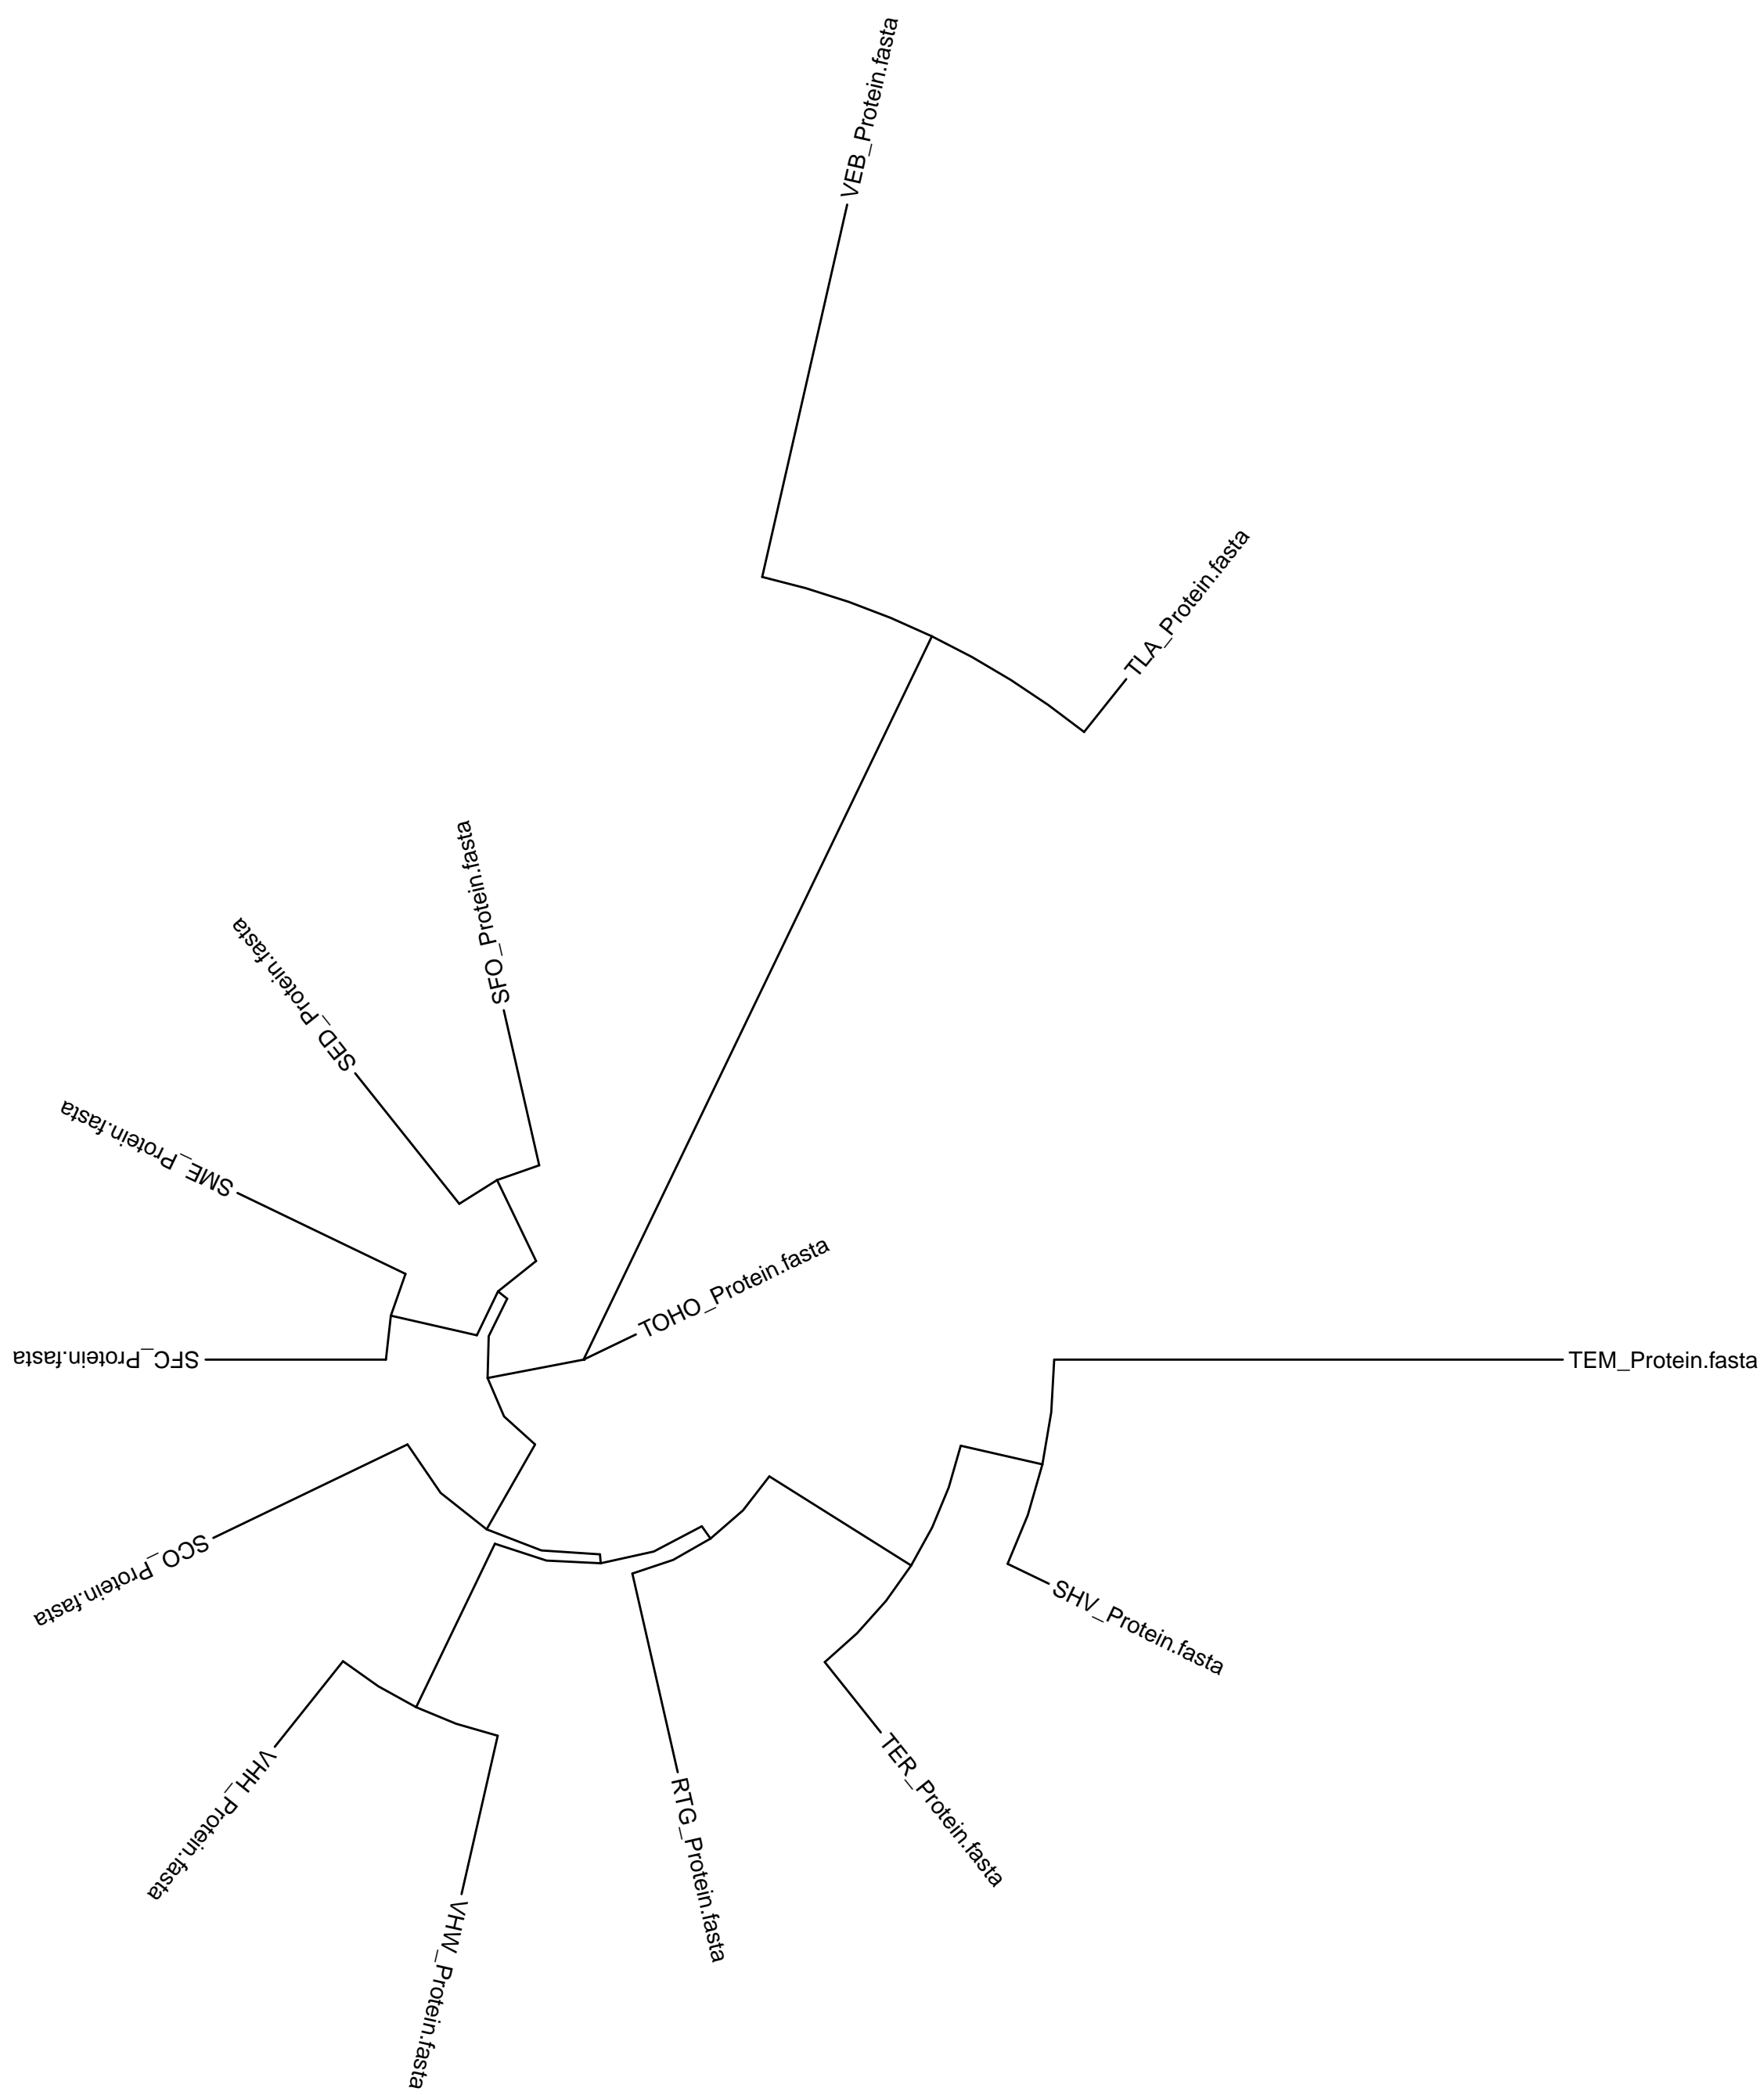 VEB_Protein.fasta
TLA_Protein.fasta
SFO_Protein.fasta
SED_Protein.fasta
SME_Protein.fasta
TOHO_Protein.fasta
SFC_Protein.fasta
TEM_Protein.fasta
SCO_Protein.fasta
SHV_Protein.fasta
VHH_Protein.fasta
TER_Protein.fasta
RTG_Protein.fasta
VHW_Protein.fasta